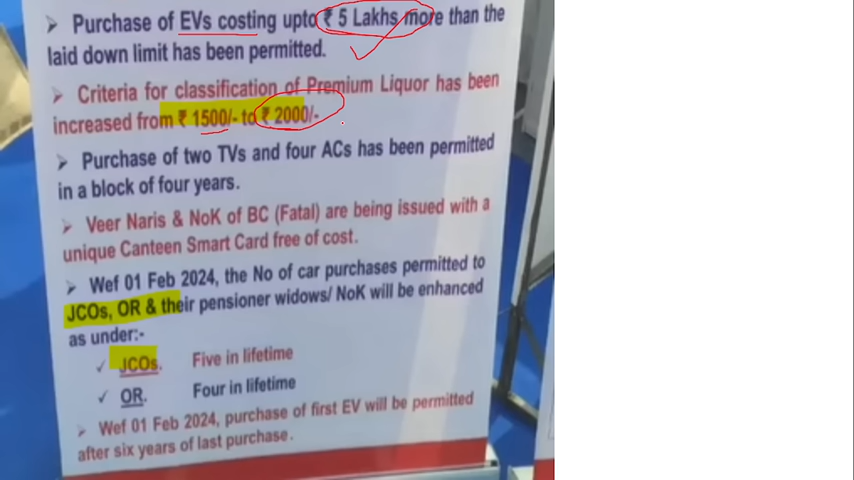 ➢ Purchase of EVs costing upto ₹ 5 Lakhs more than the
laid down limit has been permitted.
➢ Criteria for classification of Premium Liquor has been
increased from ₹ 1500/- to ₹ 2000/-
➢ Purchase of two TVs and four ACs has been permitted
in a block of four years.
➢ Veer Naris & NoK of BC (Fatal) are being issued with a
unique Canteen Smart Card free of cost.
➢ Wef 01 Feb 2024, the No of car purchases permitted to
JCOs, OR & their pensioner widows/ NoK will be enhanced
as under:-
✓ JCOs. Five in lifetime
✓ OR. Four in lifetime
➢ Wef 01 Feb 2024, purchase of first EV will be permitted
after six years of last purchase.